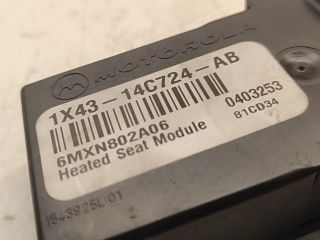 MOTOROLA
1X43-14C724-AB
6MXN802A06
Heated Seat Module
0403253
81CD34